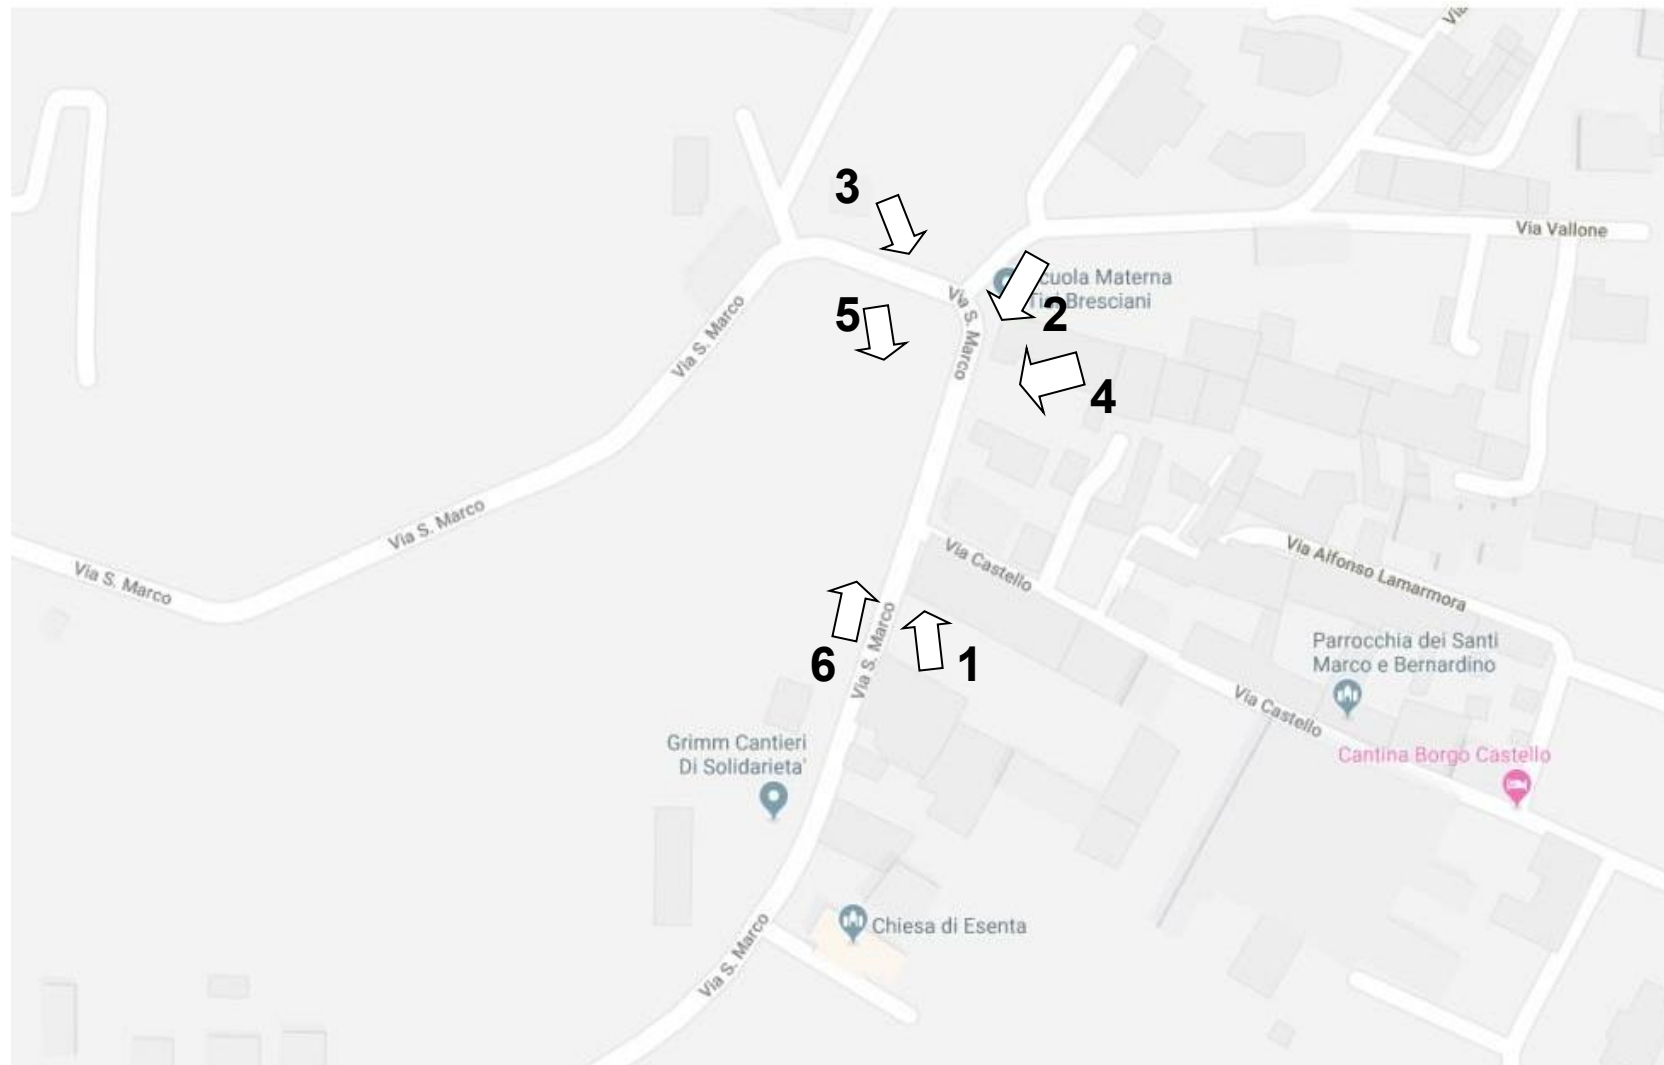 Via
3
Via Vallone
Scuola Materna
Tini Bresciani
2
Via S. Marco
5
Via S. Marco
4
Via S. Marco
Via Castello
Via Alfonso Lamarmora
Via S. Marco
Via S. Marco
6
1
Parrocchia dei Santi
Marco e Bernardino
Via Castello
Grimm Cantieri
Di Solidarieta'
Cantina Borgo Castello
Chiesa di Esenta
Via S. Marco